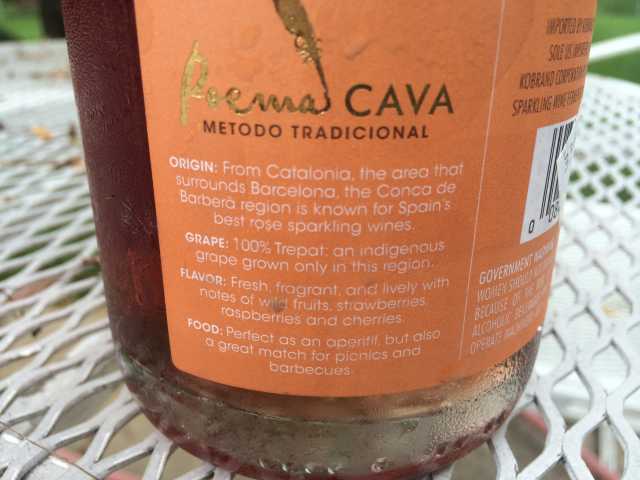 Poema CAVA
METODO TRADICIONAL
ORIGIN: From Catalonia, the area that
surrounds Barcelona, the Conca de
Barberà region is known for Spain's
best rose sparkling wines.
GRAPE: 100% Trepat: an indigenous
grape grown only in this region.
FLAVOR: Fresh, fragrant, and lively with
notes of wild fruits, strawberries,
raspberries and cherries.
FOOD: Perfect as an aperitif, but also
a great match for picnics and
barbecues.
IMPORTED BY
SOLE US
KOBRAND CORPORATION
SPARKLING WINE
0
GOVERNMENT
WOMEN SHOULD
BECAUSE OF THE
ALCOHOLIC
OPERATE